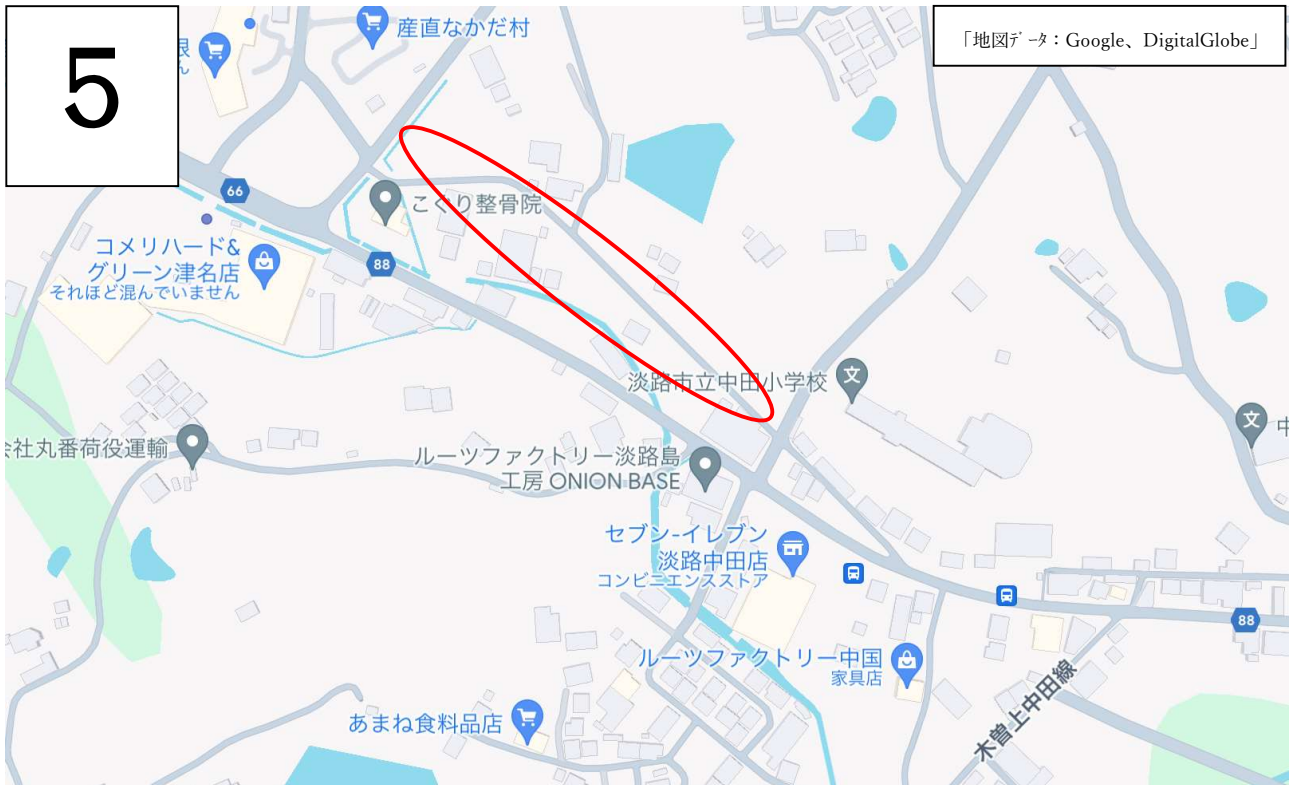 5
「地図データ：Google、DigitalGlobe」
産直なかだ村
66
こくり整骨院
コメリハード&
グリーン津名店
それほど混んでいません
88
淡路市立中田小学校
文
文
中
会社丸番荷役運輸
ルーツファクトリー淡路島
工房 ONION BASE
セブン-イレブン
淡路中田店
コンビニエンスストア
88
ルーツファクトリー中国
家具店
木曽上中田線
あまね食料品店